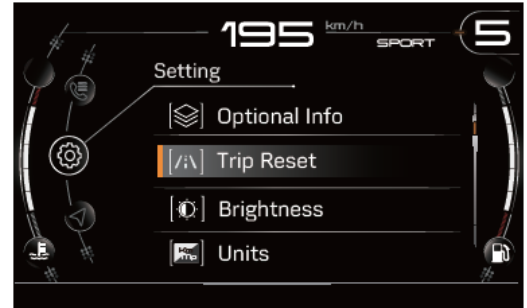 195 km/h SPORT 5
Setting
Optional Info
Trip Reset
Brightness
Units